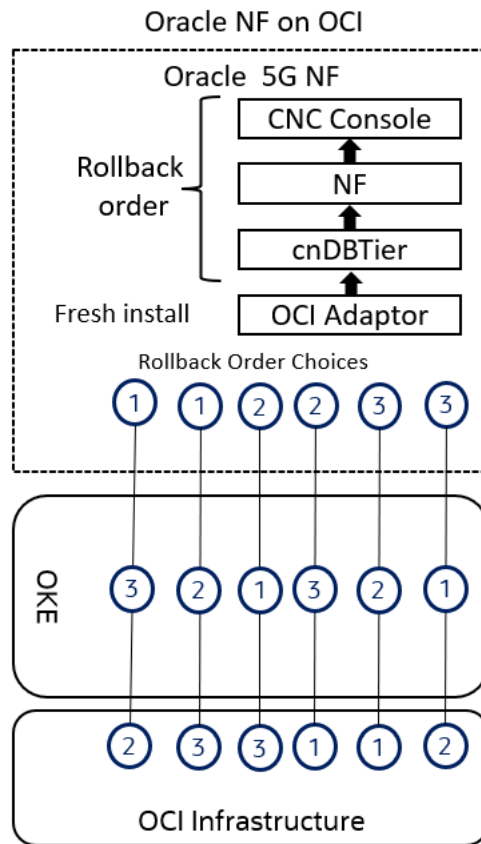 Oracle NF on OCI
Oracle 5G NF
CNC Console
Rollback
order
NF
cnDBTier
Fresh install
OCI Adaptor
Rollback Order Choices
1 1 2 2 3 3
OKE
3 2 1 3 2 1
2 3 3 1 1 2
OCI Infrastructure